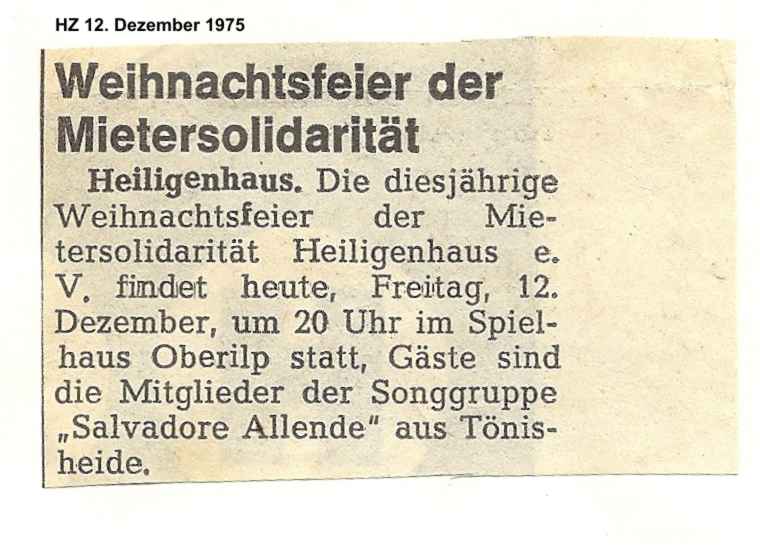 HZ 12. Dezember 1975
Weihnachtsfeier der
Mietersolidarität
Heiligenhaus. Die diesjährige
Weihnachtsfeier der Mie-
tersolidarität Heiligenhaus e.
V. findet heute, Freitag, 12.
Dezember, um 20 Uhr im Spiel-
haus Oberilp statt, Gäste sind
die Mitglieder der Songgruppe
„Salvadore Allende" aus Tönis-
heide.